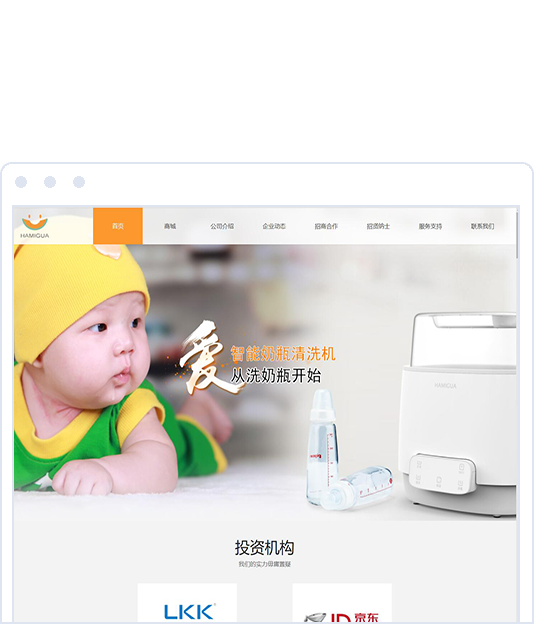 HAMIGUA
首页 商城 公司介绍 企业动态 招商合作 招贤纳士 服务支持 联系我们
爱
智能奶瓶清洗机
从洗奶瓶开始
HAMIGUA
投资机构
我们的实力毋庸置疑
LKK
JD 京东